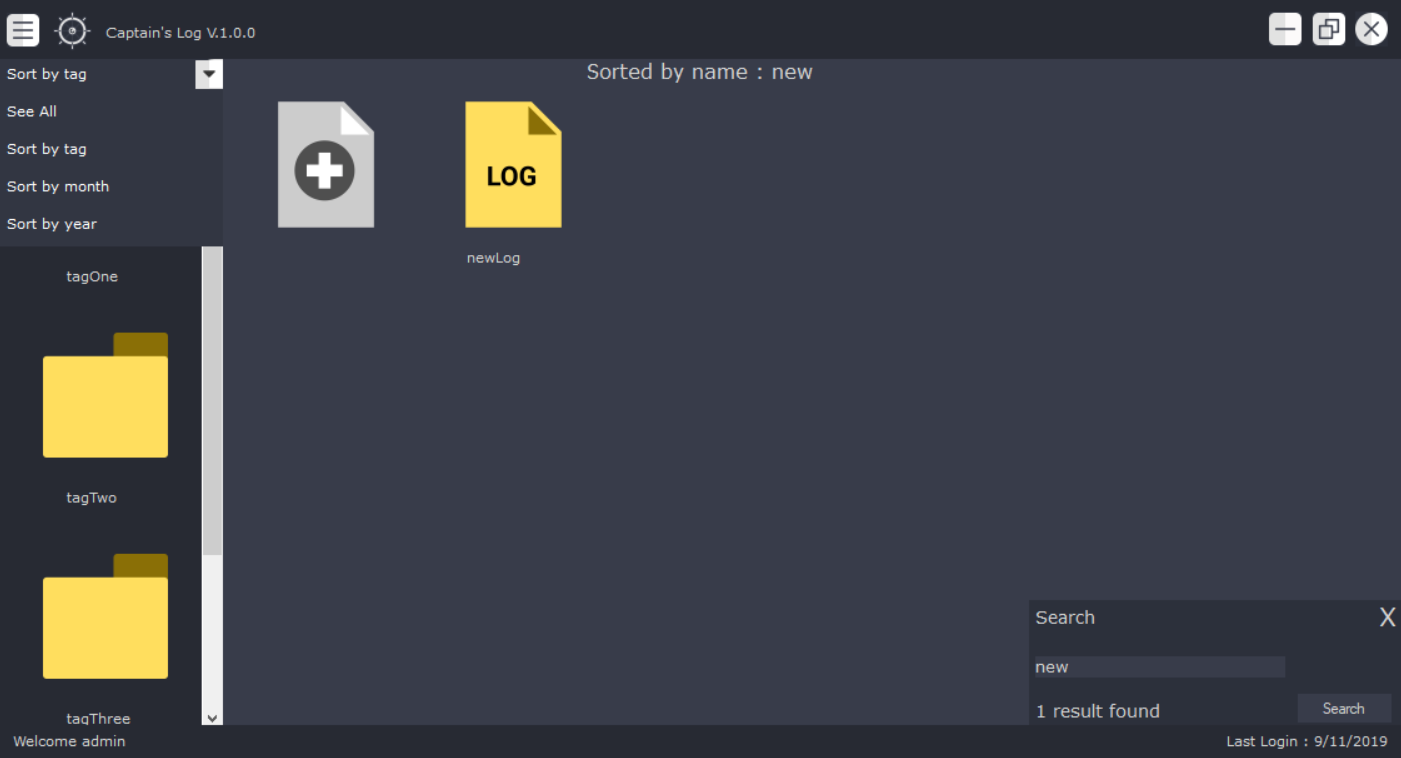 Captain's Log V.1.0.0
Sort by tag
See All
Sort by tag
Sort by month
Sort by year
tagOne
tagTwo
tagThree
Sorted by name : new
LOG
newLog
Search
X
new
1 result found
Search
Welcome admin
Last Login : 9/11/2019